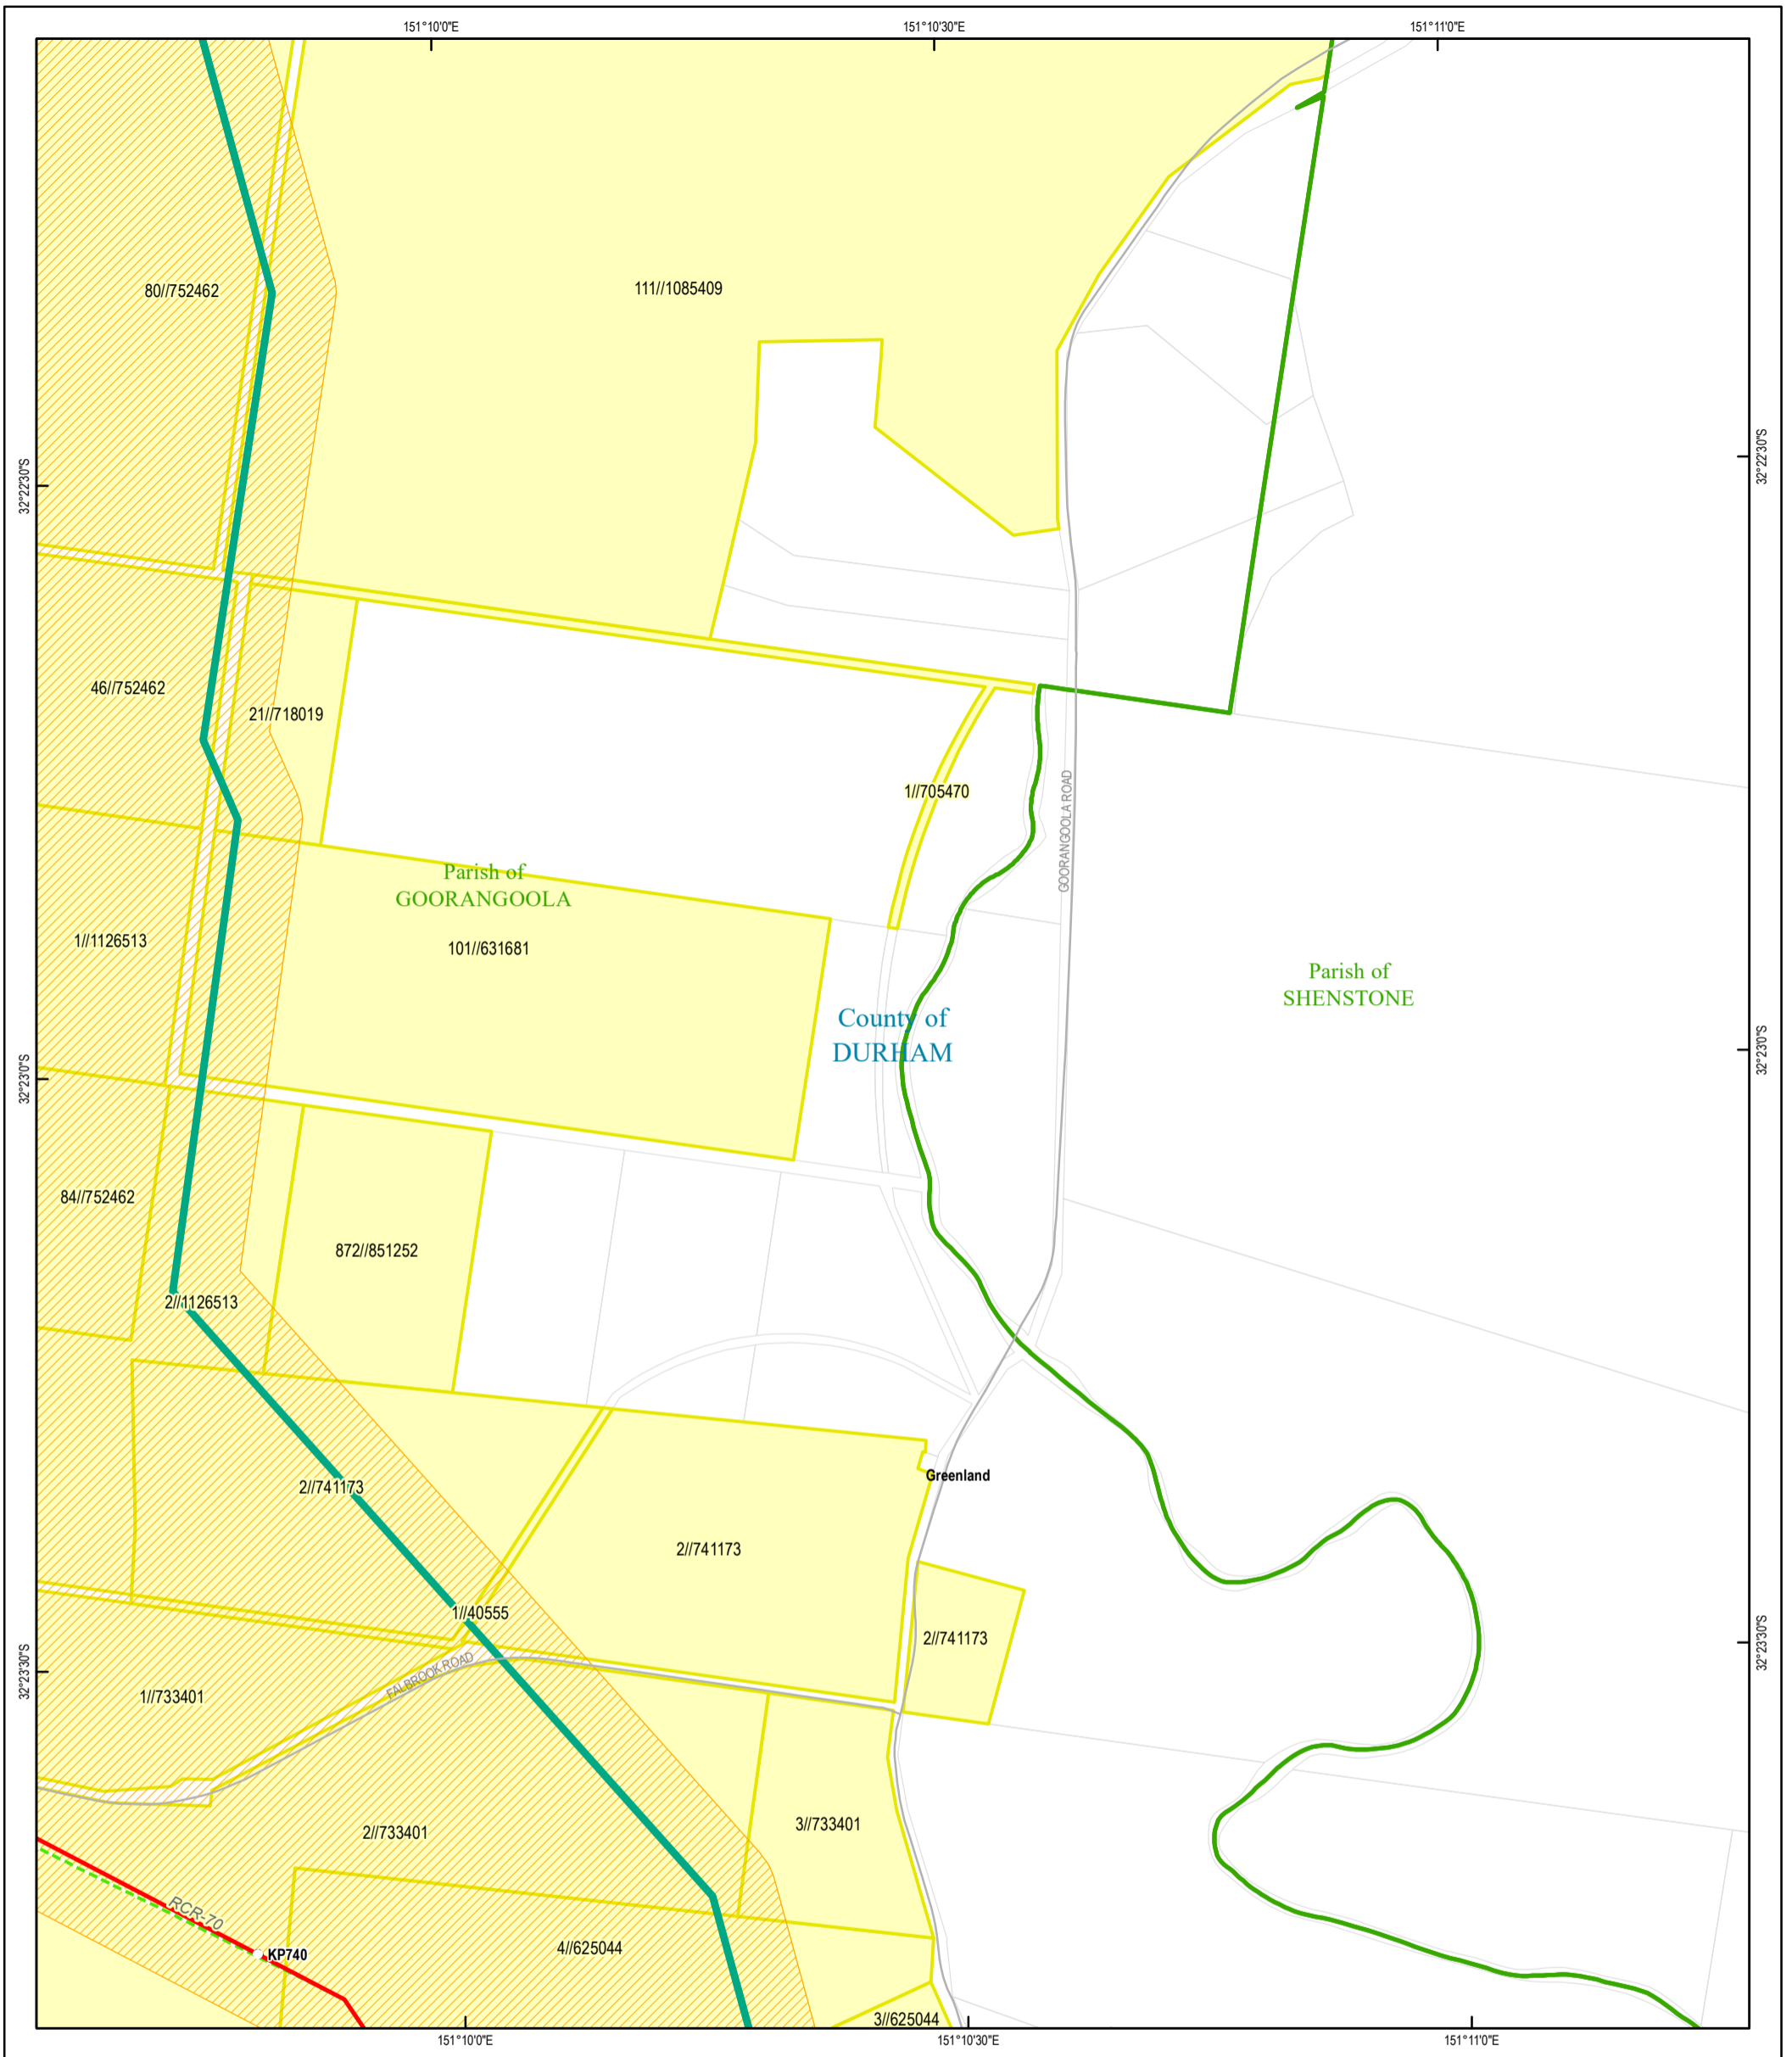 151°10'0"E
151°10'30"E
151°11'0"E
80//752462
111//1085409
32°22'30"S
32°22'30"S
46//752462
21//718019
1//705470
GOORANGOOLA ROAD
Parish of
GOORANGOOLA
1//1126513
101//631681
Parish of
SHENSTONE
County of
DURHAM
32°23'0"S
32°23'0"S
84//752462
872//851252
2//1126513
2//741173
Greenland
2//741173
1//40555
2//741173
32°23'30"S
32°23'30"S
FALBROOK ROAD
1//733401
2//733401
3//733401
RCR-70
KP740
4//625044
3//625044
151°10'0"E
151°10'30"E
151°11'0"E